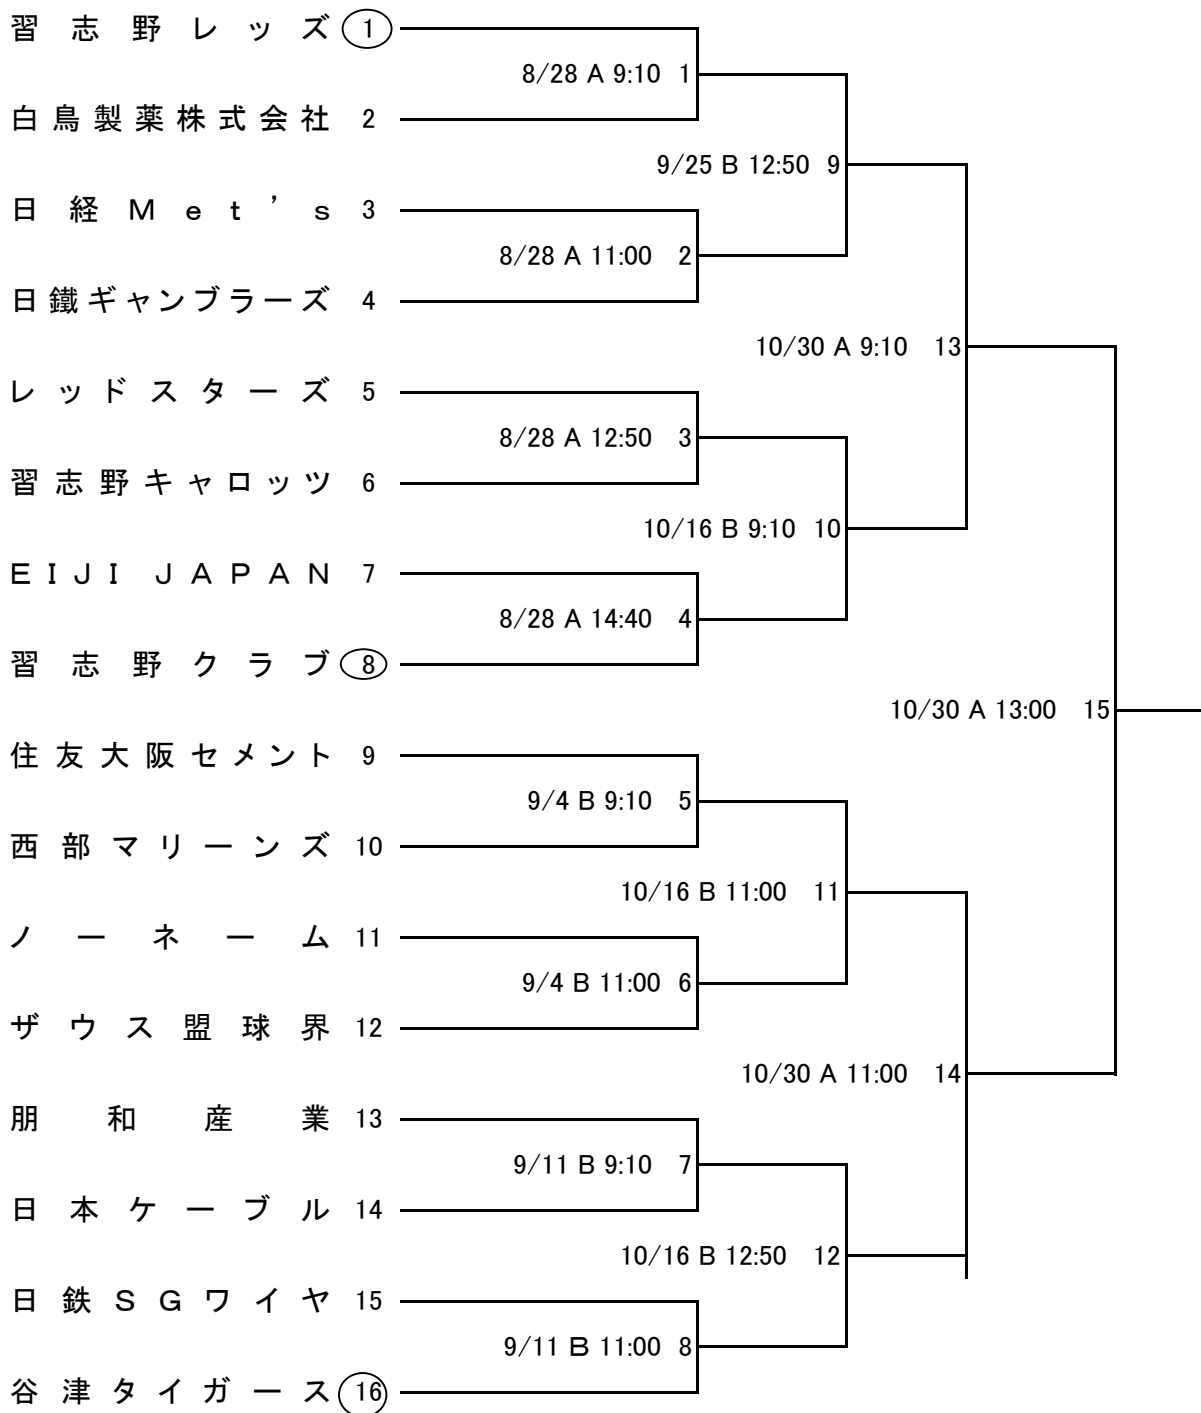 習志野レッズ 1
8/28 A 9:10 1
白鳥製薬株式会社 2
9/25 B 12:50 9
日経Met's 3
8/28 A 11:00 2
日鐵ギャンブラーズ 4
10/30 A 9:10 13
レッドスターズ 5
8/28 A 12:50 3
習志野キャロッツ 6
10/16 B 9:10 10
EIJI JAPAN 7
8/28 A 14:40 4
習志野クラブ 8
10/30 A 13:00 15
住友大阪セメント 9
9/4 B 9:10 5
西部マリーンズ 10
10/16 B 11:00 11
ノーネーム 11
9/4 B 11:00 6
ザウス盟球界 12
10/30 A 11:00 14
朋和産業 13
9/11 B 9:10 7
日本ケーブル 14
10/16 B 12:50 12
日鉄SGワイヤ 15
9/11 B 11:00 8
谷津タイガース 16